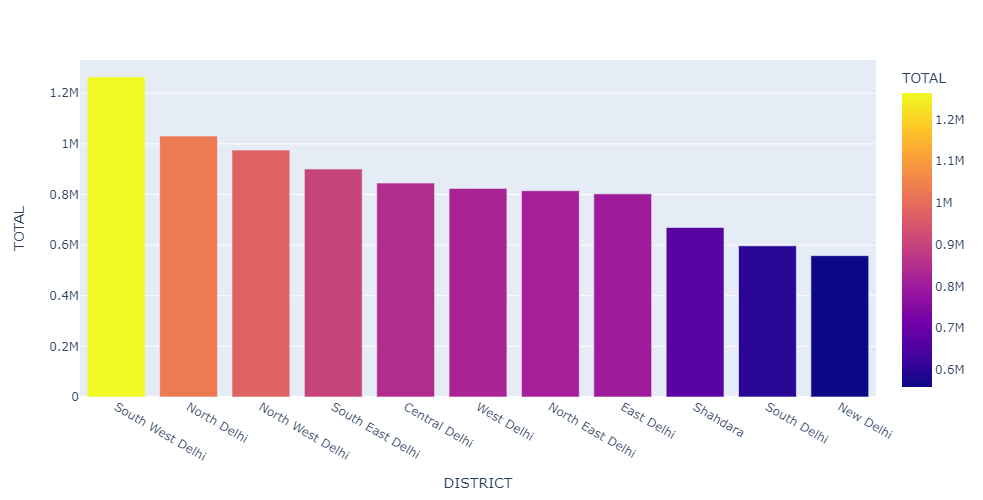 TOTAL
1.2M
1M
0.8M
0.6M
0.4M
0.2M
0
South West Delhi
North Delhi
North West Delhi
South East Delhi
Central Delhi
West Delhi
North East Delhi
East Delhi
Shahdara
South Delhi
New Delhi
DISTRICT
TOTAL
1.2M
1.1M
1M
0.9M
0.8M
0.7M
0.6M